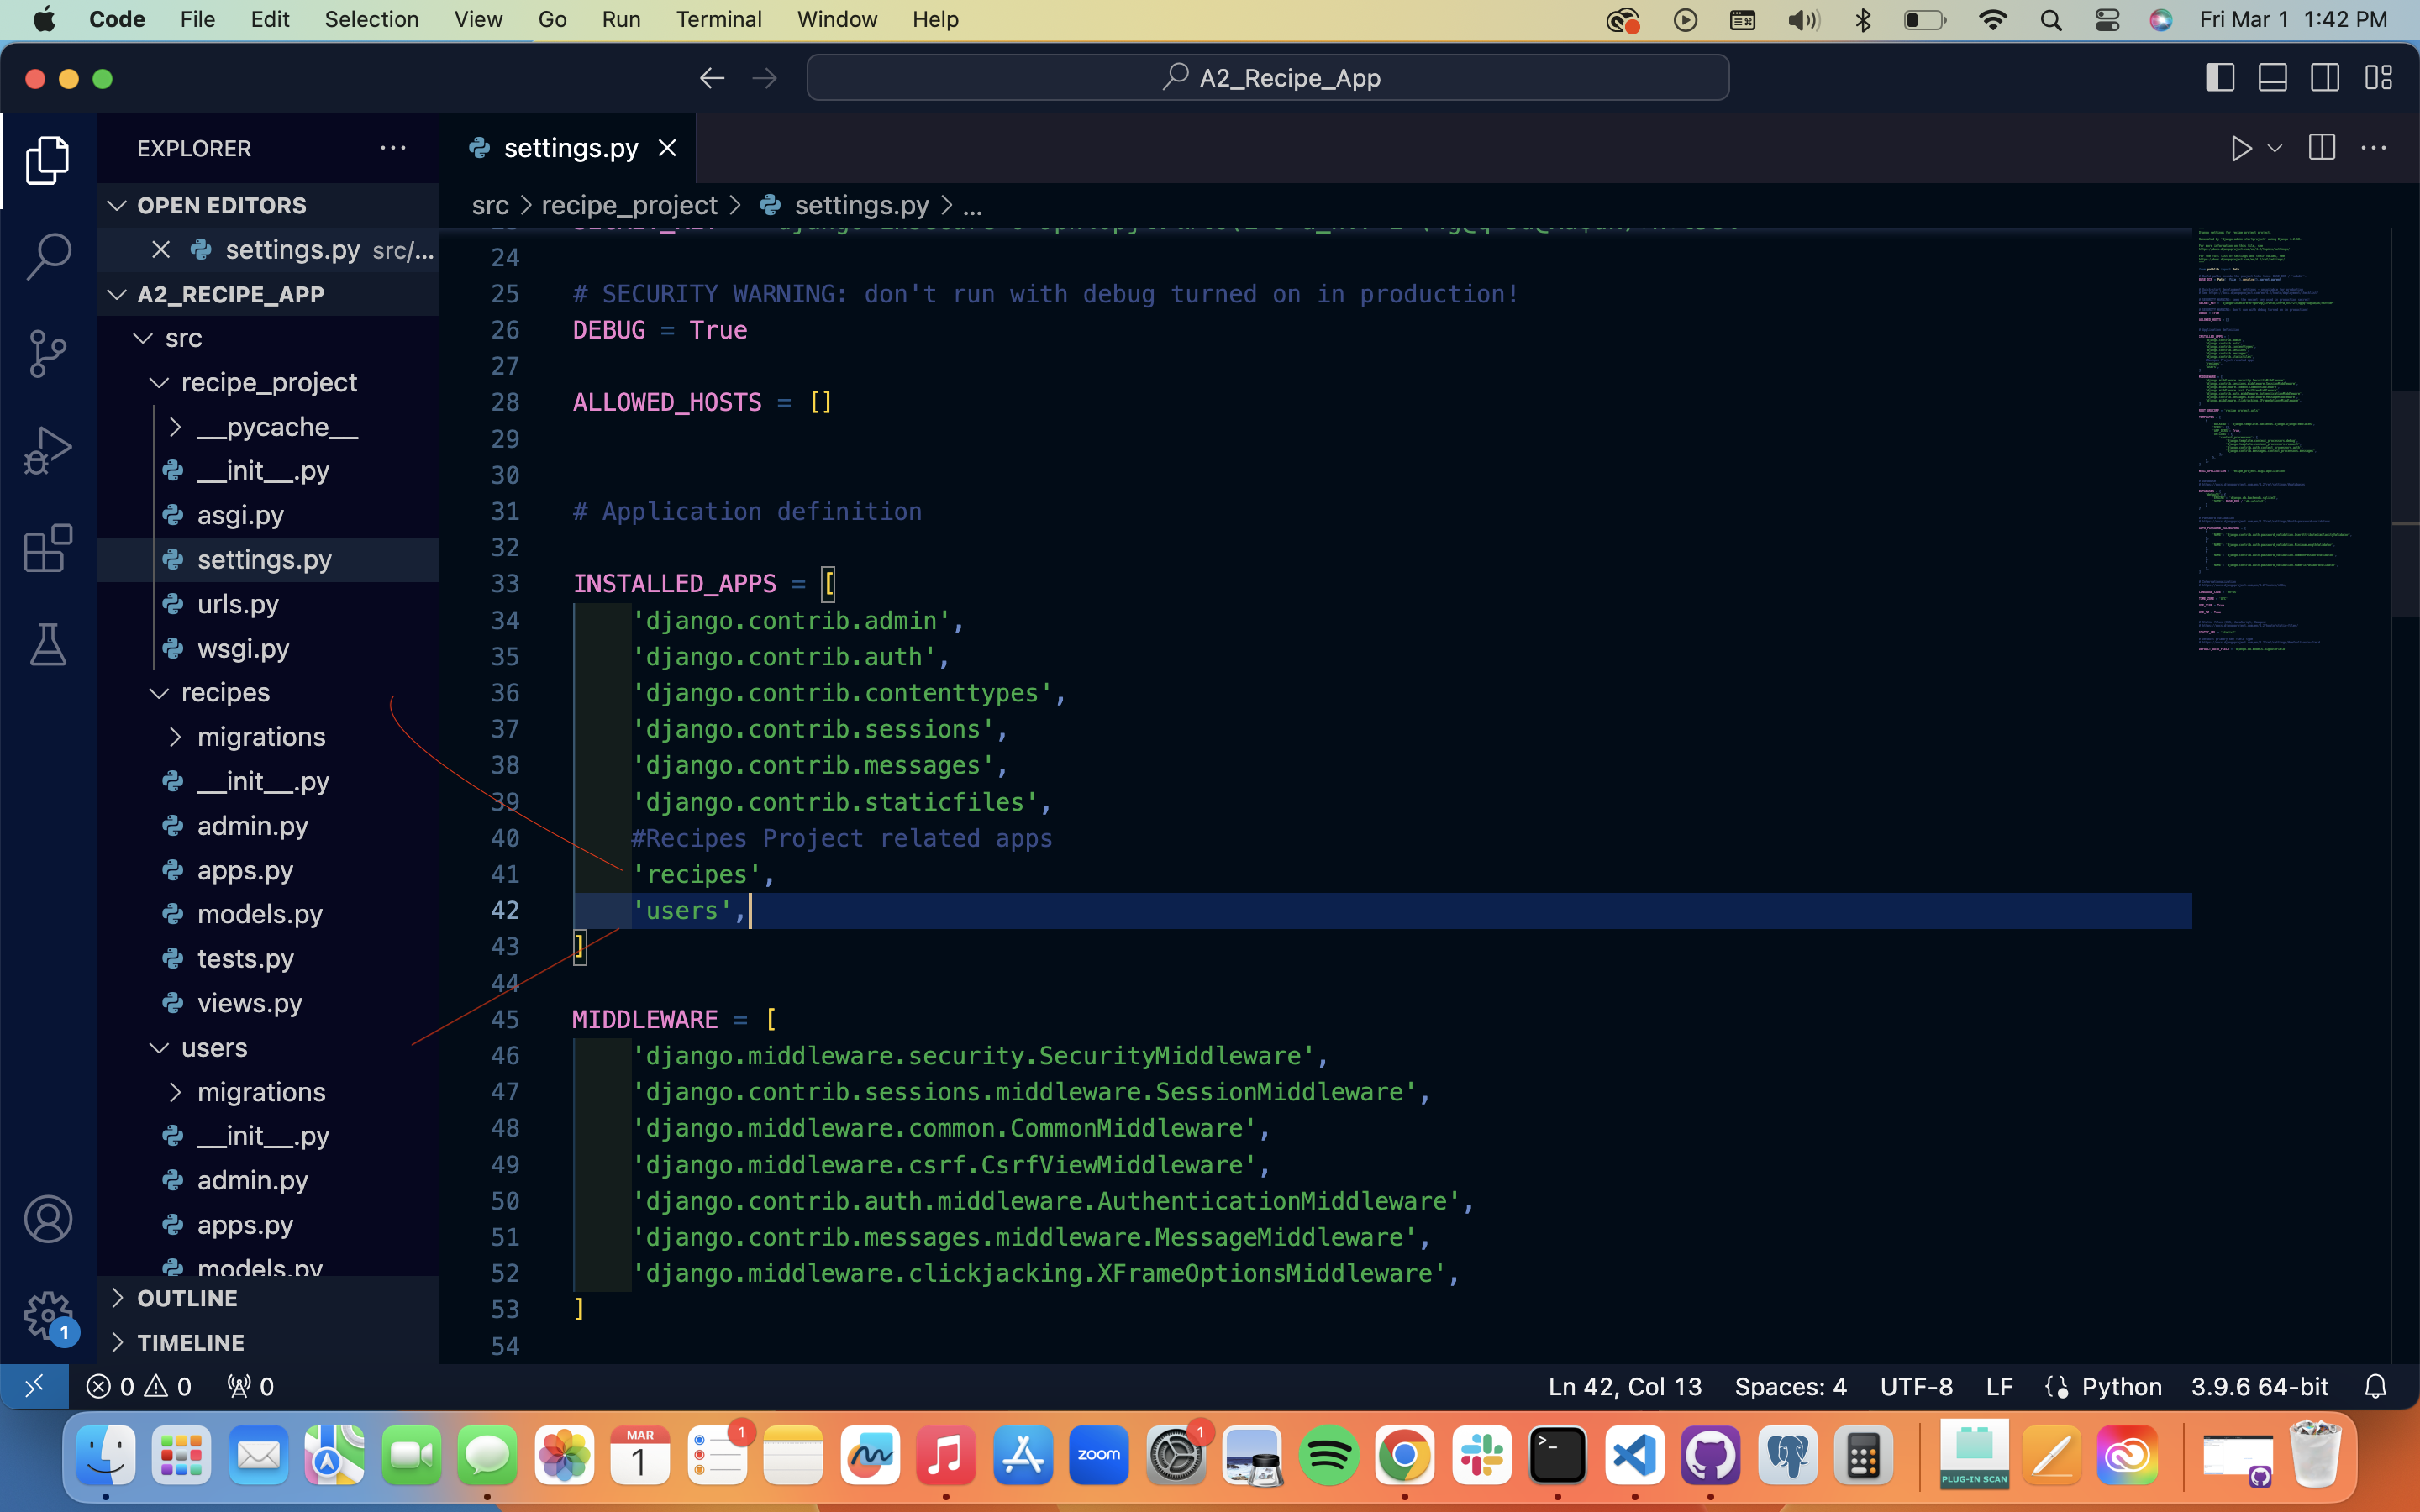 Code File Edit Selection View Go Run Terminal Window Help Fri Mar 1 1:42 PM
A2_Recipe_App
EXPLORER
settings.py
OPEN EDITORS
src > recipe_project > settings.py > ...
settings.py src/...
A2_RECIPE_APP
src
recipe_project
__pycache__
__init__.py
asgi.py
settings.py
urls.py
wsgi.py
recipes
migrations
__init__.py
admin.py
apps.py
models.py
tests.py
views.py
users
migrations
__init__.py
admin.py
apps.py
models.py
OUTLINE
TIMELINE
24
25 # SECURITY WARNING: don't run with debug turned on in production!
26 DEBUG = True
27
28 ALLOWED_HOSTS = []
29
30
31 # Application definition
32
33 INSTALLED_APPS = [
34 'django.contrib.admin',
35 'django.contrib.auth',
36 'django.contrib.contenttypes',
37 'django.contrib.sessions',
38 'django.contrib.messages',
39 'django.contrib.staticfiles',
40 #Recipes Project related apps
41 'recipes',
42 'users',
43 ]
44
45 MIDDLEWARE = [
46 'django.middleware.security.SecurityMiddleware',
47 'django.contrib.sessions.middleware.SessionMiddleware',
48 'django.middleware.common.CommonMiddleware',
49 'django.middleware.csrf.CsrfViewMiddleware',
50 'django.contrib.auth.middleware.AuthenticationMiddleware',
51 'django.contrib.messages.middleware.MessageMiddleware',
52 'django.middleware.clickjacking.XFrameOptionsMiddleware',
53 ]
54
1
0 0 0 Ln 42, Col 13 Spaces: 4 UTF-8 LF Python 3.9.6 64-bit
MAR
1
1
zoom
1
PLUG-IN SCAN